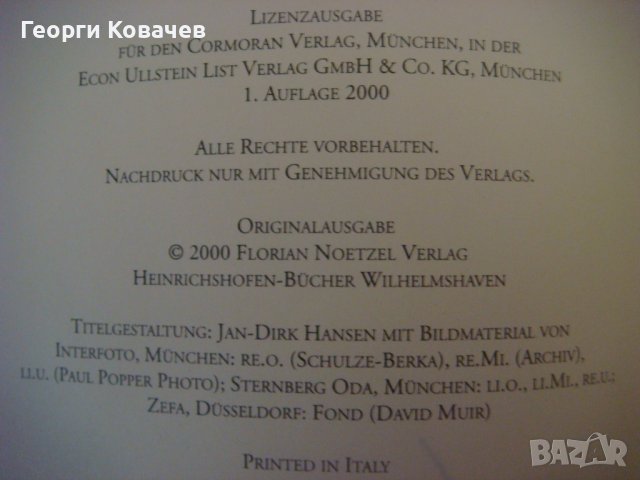 Георги Ковачев
Lizenzausgabe
für den Cormoran Verlag, München, in der
Econ Ullstein List Verlag GmbH & Co. KG, München
1. Auflage 2000
Alle Rechte vorbehalten.
Nachdruck nur mit Genehmigung des Verlags.
Originalausgabe
© 2000 Florian Noetzel Verlag
Heinrichshofen-Bücher Wilhelmshaven
Titelgestaltung: Jan-Dirk Hansen mit Bildmaterial von
Interfoto, München: re.o. (Schulze-Berka), re.Mi. (Archiv),
li.u. (Paul Popper Photo); Sternberg Oda, München: li.o., li.Mi., re.u.;
Zefa, Düsseldorf: Fond (David Muir)
Printed in Italy
BAZAR